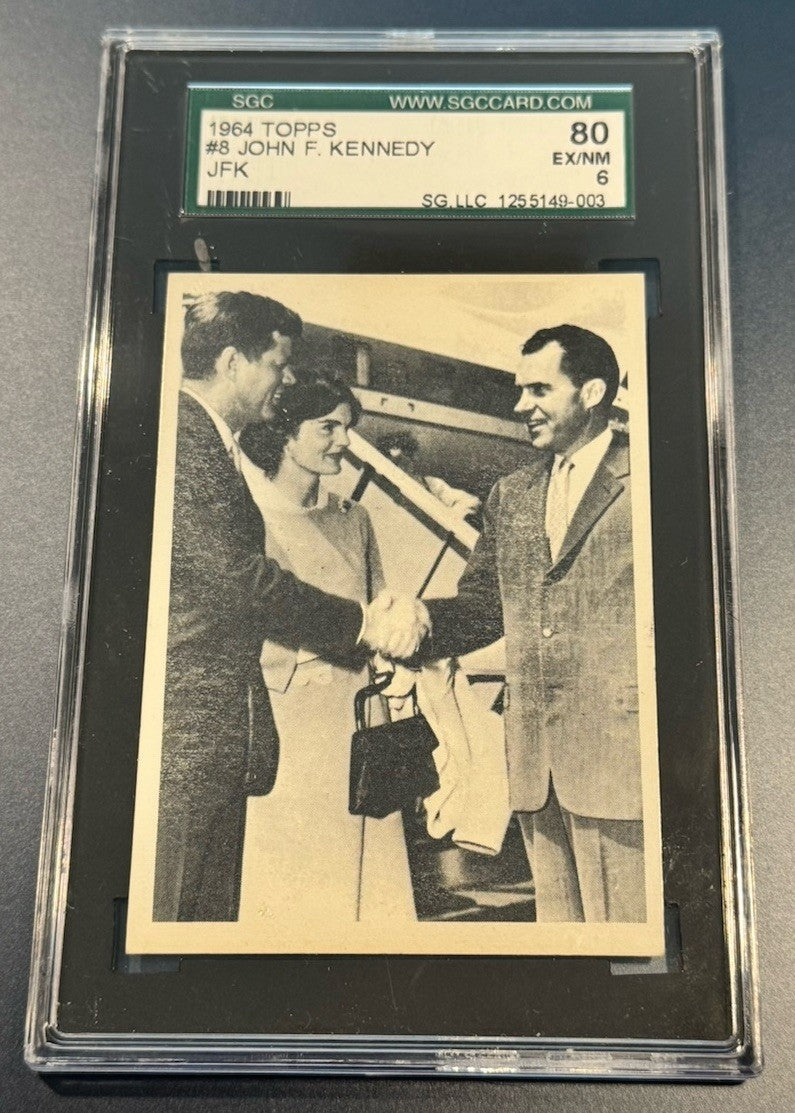 SGC WWW.SGCCARD.COM
1964 TOPPS 80
#8 JOHN F. KENNEDY EX/NM
JFK 6
SG,LLC 1255149-003